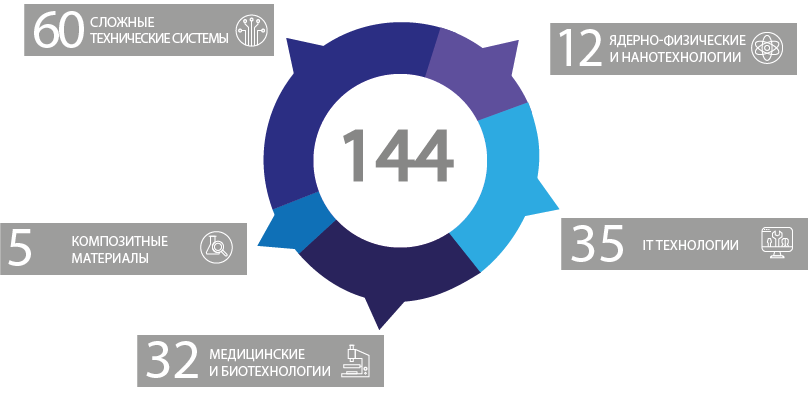 60 СЛОЖНЫЕ
ТЕХНИЧЕСКИЕ СИСТЕМЫ
12 ЯДЕРНО-ФИЗИЧЕСКИЕ
И НАНОТЕХНОЛОГИИ
144
5 КОМПОЗИТНЫЕ
МАТЕРИАЛЫ
35 IT ТЕХНОЛОГИИ
32 МЕДИЦИНСКИЕ
И БИОТЕХНОЛОГИИ